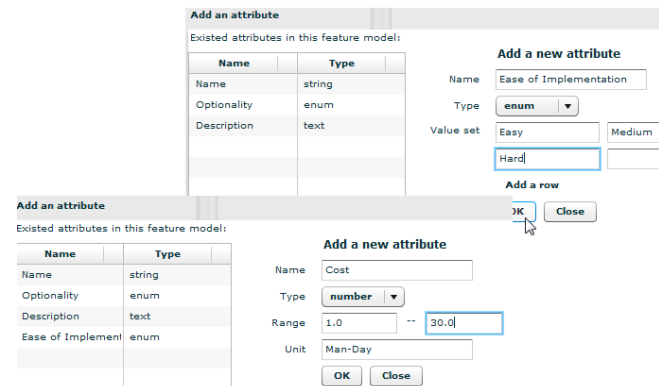 Add an attribute
Existed attributes in this feature model:
Name Type
Name string
Optionality enum
Description text
Add a new attribute
Name Ease of Implementation
Type enum
Value set Easy Medium
Hard
Add a row
OK Close
Add an attribute
Existed attributes in this feature model:
Name Type
Name string
Optionality enum
Description text
Ease of Implement enum
Add a new attribute
Name Cost
Type number
Range 1.0 -- 30.0
Unit Man-Day
OK Close